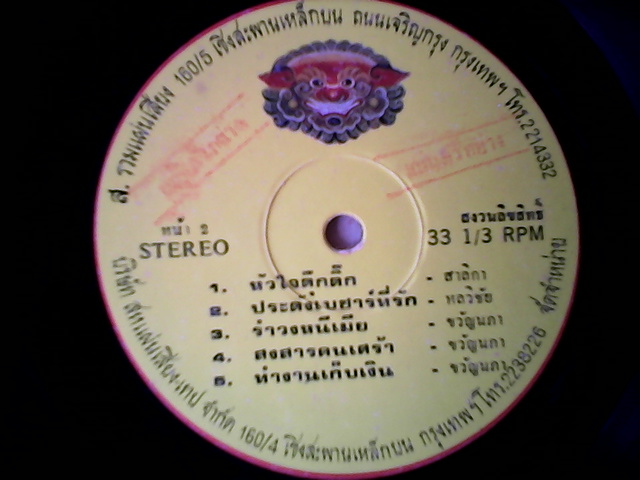 ส. รวมแผ่นเสียง 160/5 เชิงสะพานเหล็กบน ถนนเจริญกรุง กรุงเทพฯ โทร.2214332
หน้า 2
STEREO
สงวนลิขสิทธิ์
33 1/3 RPM
1. หัวใจดึกดึ๊ก - สาลิกา
2. ประดังเบฮาร์ที่รัก - พลวิชัย
3. รำวงหนีเมีย - ขวัญนภา
4. สงสารคนเศร้า - ขวัญนภา
5. ทำงานเก็บเงิน - ขวัญนภา
บริษัท สหแผ่นเสียง-เทป จำกัด 160/4 เชิงสะพานเหล็กบน กรุงเทพฯ โทร.2238226 จัดจำหน่าย